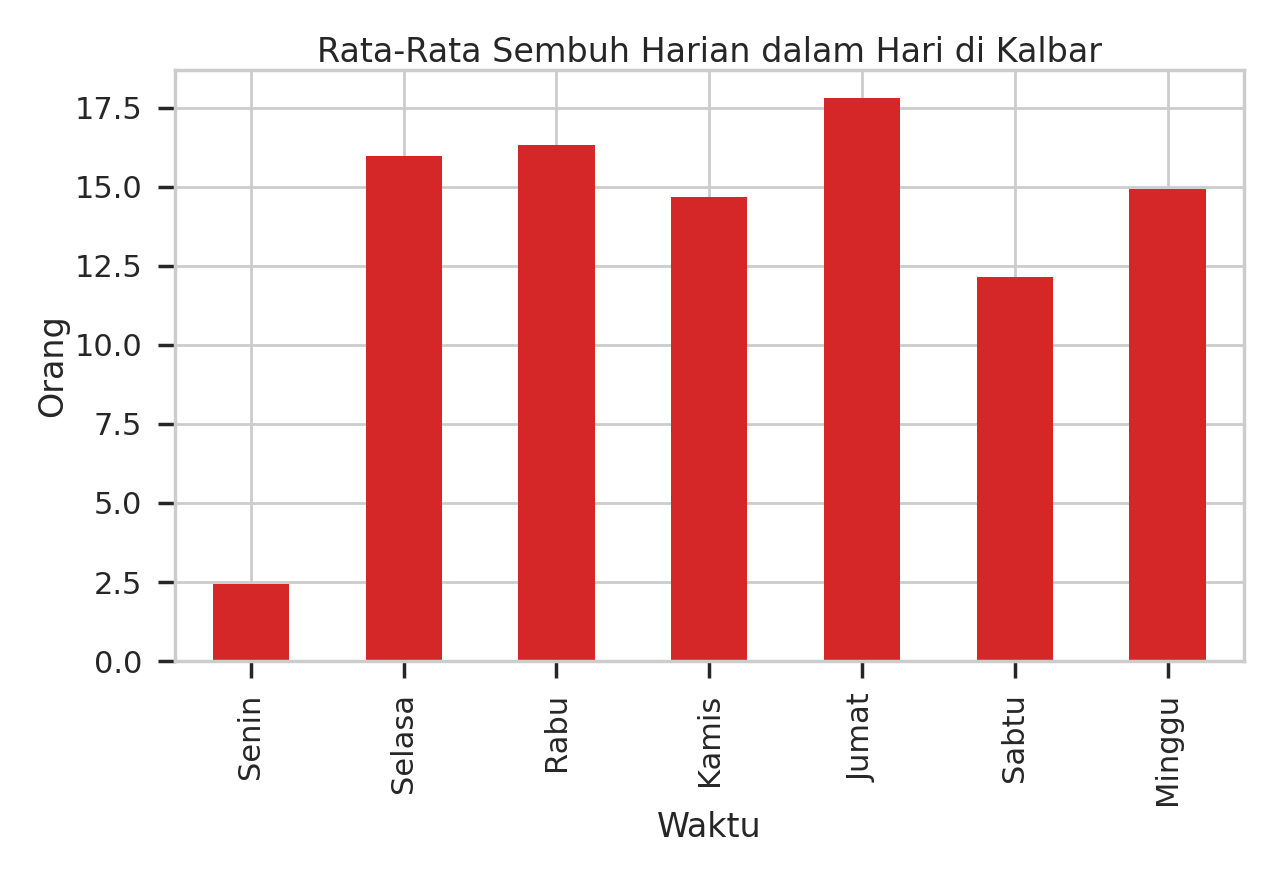 Rata-Rata Sembuh Harian dalam Hari di Kalbar
17.5
15.0
12.5
10.0
7.5
5.0
2.5
0.0
Orang
Senin
Selasa
Rabu
Kamis
Jumat
Sabtu
Minggu
Waktu